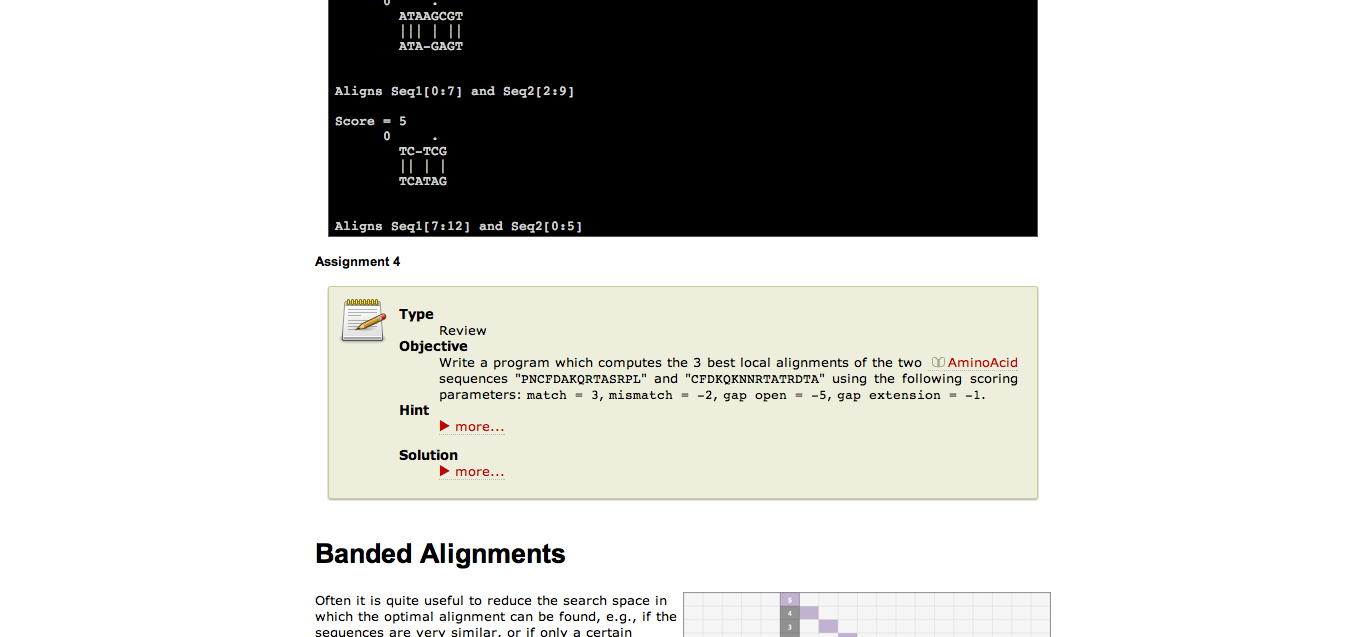 0 .
ATAAGCGT
||| | ||
ATA-GAGT
Aligns Seq1[0:7] and Seq2[2:9]
Score = 5
0 .
TC-TCG
|| | |
TCATAG
Aligns Seq1[7:12] and Seq2[0:5]
Assignment 4
Type
Review
Objective
Write a program which computes the 3 best local alignments of the two AminoAcid
sequences "PNCFDAKQRTASRPL" and "CFDKQKNNRTATRDTA" using the following scoring
parameters: match = 3, mismatch = -2, gap open = -5, gap extension = -1.
Hint
more...
Solution
more...
Banded Alignments
Often it is quite useful to reduce the search space in
which the optimal alignment can be found, e.g., if the
sequences are very similar, or if only a certain
5
4
3